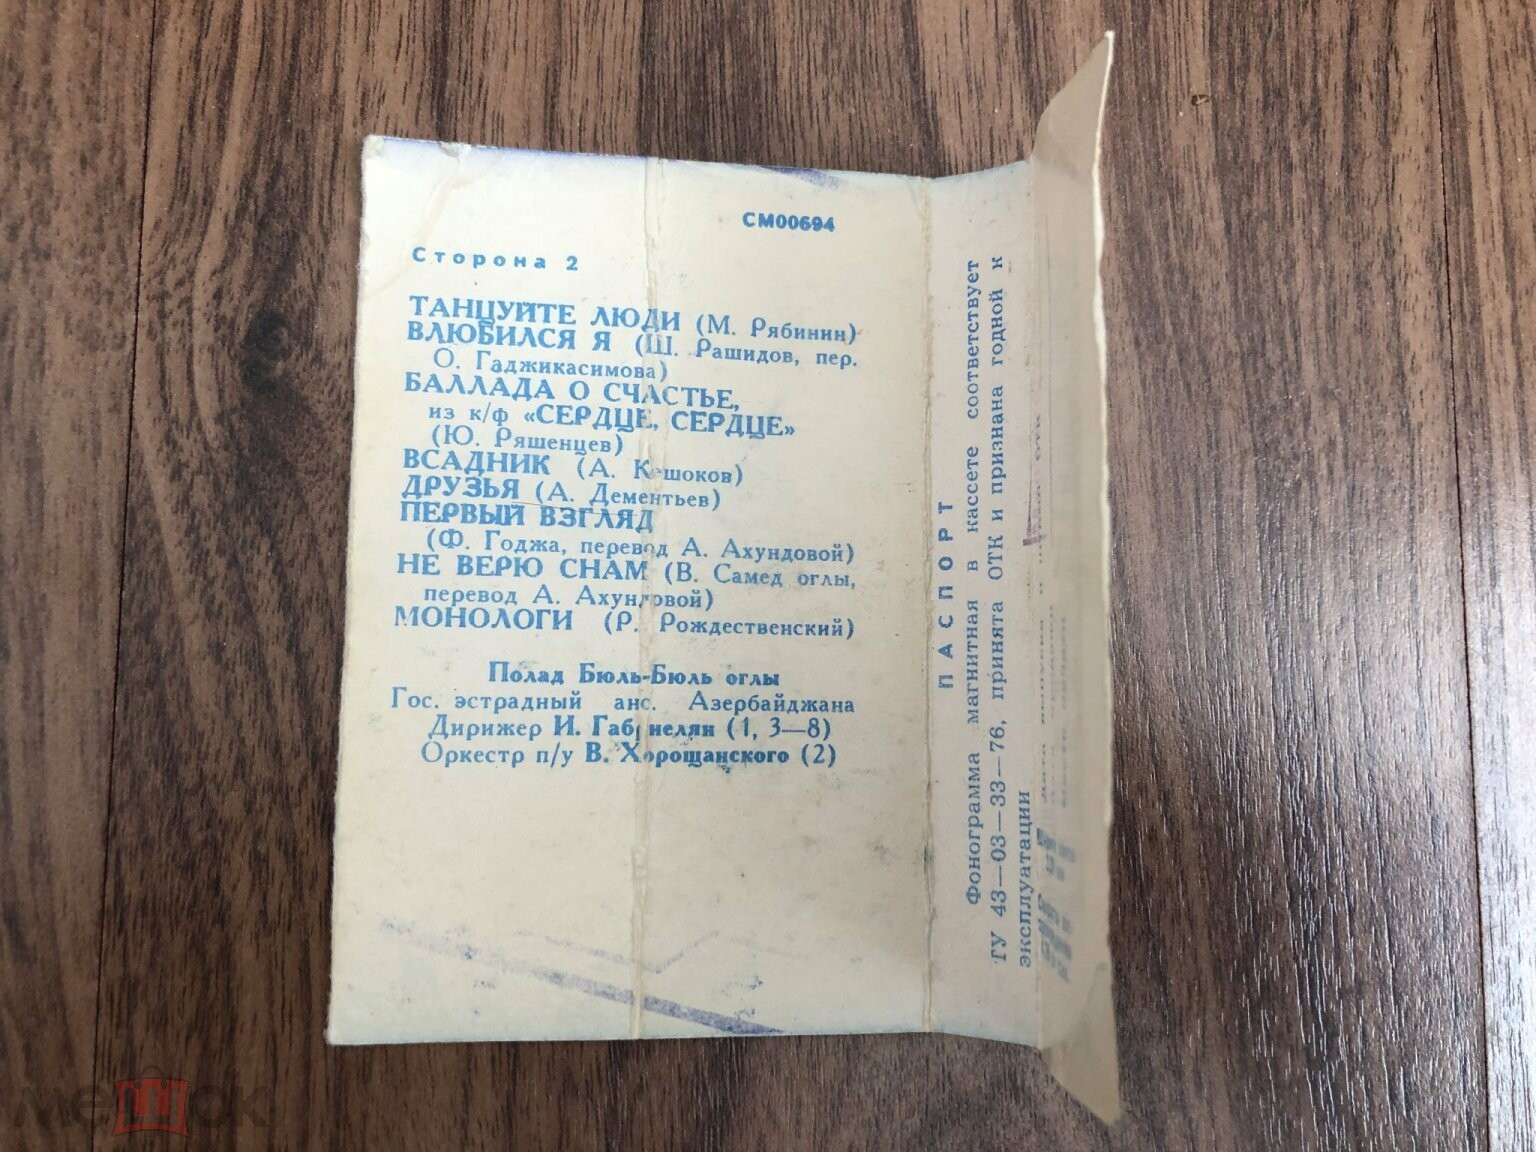 СМ00694
Сторона 2
ТАНЦУЙТЕ ЛЮДИ (М. Рябинин)
ВЛЮБИЛСЯ Я (Ш. Рашидов, пер.
О. Гаджикасимова)
БАЛЛАДА О СЧАСТЬЕ,
из к/ф «СЕРДЦЕ, СЕРДЦЕ»
(Ю. Ряшенцев)
ВСАДНИК (А. Кешоков)
ДРУЗЬЯ (А. Дементьев)
ПЕРВЫЙ ВЗГЛЯД
(Ф. Годжа, перевод А. Ахундовой)
НЕ ВЕРЮ СНАМ (В. Самед оглы,
перевод А. Ахундовой)
МОНОЛОГИ (Р. Рождественский)
Полад Бюль-Бюль оглы
Гос. эстрадный анс. Азербайджана
Дирижер И. Габриелян (1, 3—8)
Оркестр п/у В. Хорощанского (2)
ПАСПОРТ
Фонограмма магнитная в кассете соответствует
ТУ 43—03—33—76, принята ОТК и признана годной к
эксплуатации
мешок